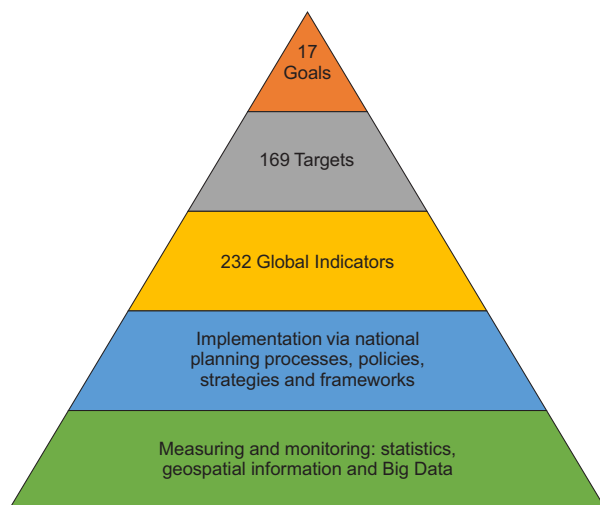 17
Goals
169 Targets
232 Global Indicators
Implementation via national
planning processes, policies,
strategies and frameworks
Measuring and monitoring: statistics,
geospatial information and Big Data